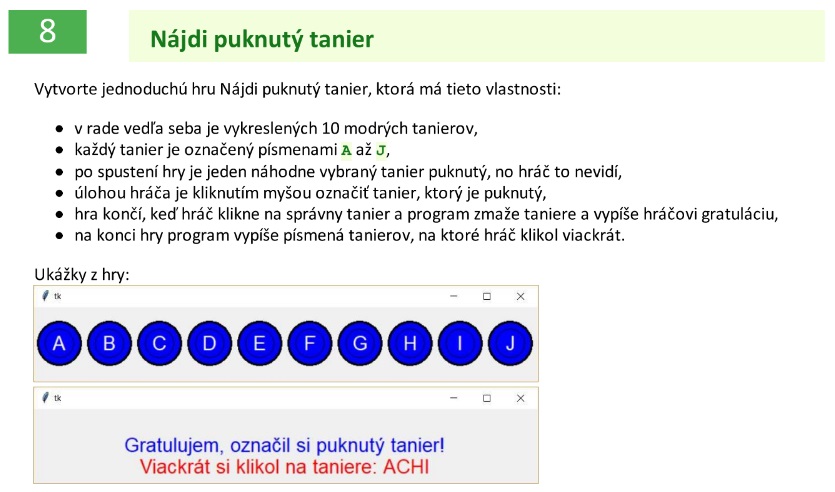 8
Nájdi puknutý tanier
Vytvorte jednoduchú hru Nájdi puknutý tanier, ktorá má tieto vlastnosti:
• v rade vedľa seba je vykreslených 10 modrých tanierov,
• každý tanier je označený písmenami A až J,
• po spustení hry je jeden náhodne vybraný tanier puknutý, no hráč to nevidí,
• úlohou hráča je kliknutím myšou označiť tanier, ktorý je puknutý,
• hra končí, keď hráč klikne na správny tanier a program zmaže taniere a vypíše hráčovi gratuláciu,
• na konci hry program vypíše písmená tanierov, na ktoré hráč klikol viackrát.
Ukážky z hry:
tk
A B C D E F G H I J
tk
Gratulujem, označil si puknutý tanier!
Viackrát si klikol na taniere: ACHI